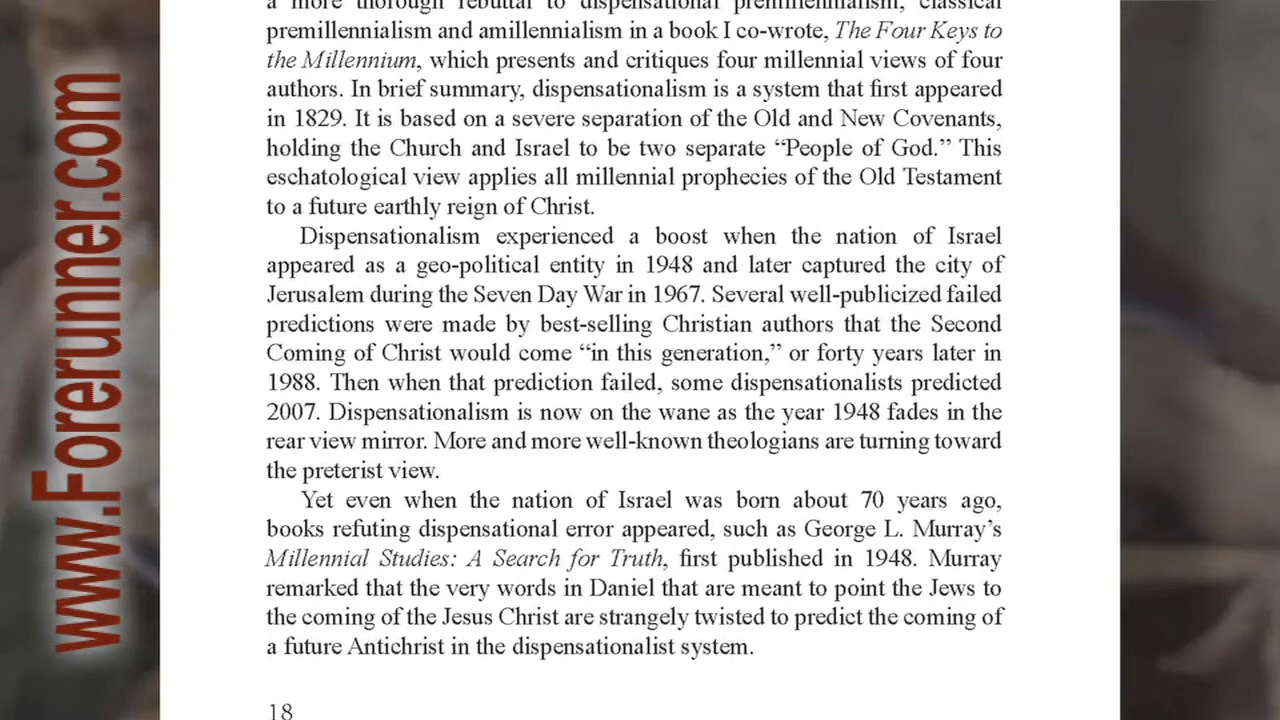 www.Forerunner.com
a more thorough rebuttal to dispensational premillennialism, classical
premillennialism and amillennialism in a book I co-wrote, The Four Keys to
the Millennium, which presents and critiques four millennial views of four
authors. In brief summary, dispensationalism is a system that first appeared
in 1829. It is based on a severe separation of the Old and New Covenants,
holding the Church and Israel to be two separate “People of God.” This
eschatological view applies all millennial prophecies of the Old Testament
to a future earthly reign of Christ.
Dispensationalism experienced a boost when the nation of Israel
appeared as a geo-political entity in 1948 and later captured the city of
Jerusalem during the Seven Day War in 1967. Several well-publicized failed
predictions were made by best-selling Christian authors that the Second
Coming of Christ would come “in this generation,” or forty years later in
1988. Then when that prediction failed, some dispensationalists predicted
2007. Dispensationalism is now on the wane as the year 1948 fades in the
rear view mirror. More and more well-known theologians are turning toward
the preterist view.
Yet even when the nation of Israel was born about 70 years ago,
books refuting dispensational error appeared, such as George L. Murray’s
Millennial Studies: A Search for Truth, first published in 1948. Murray
remarked that the very words in Daniel that are meant to point the Jews to
the coming of the Jesus Christ are strangely twisted to predict the coming of
a future Antichrist in the dispensationalist system.
18